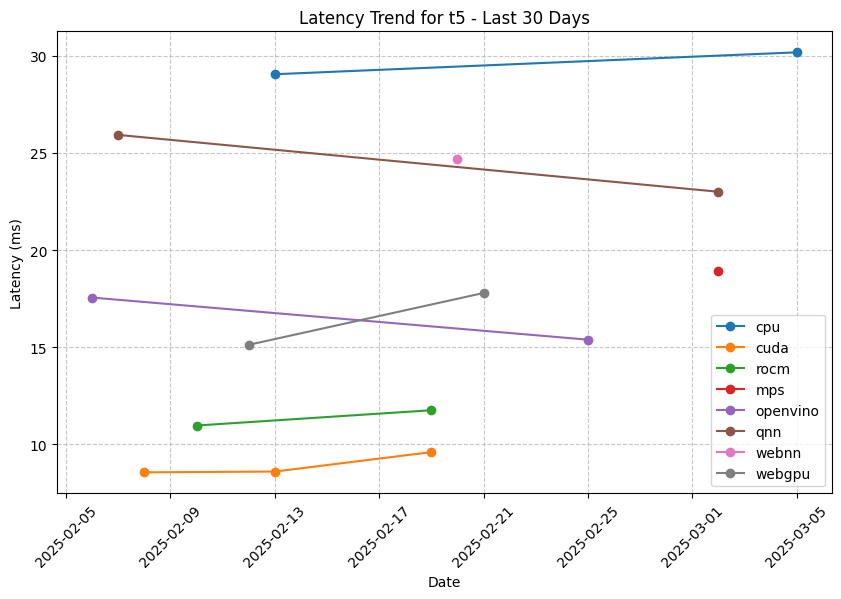 Latency Trend for t5 - Last 30 Days
Latency (ms)
30
25
20
15
10
cpu
cuda
rocm
mps
openvino
qnn
webnn
webgpu
2025-02-05
2025-02-09
2025-02-13
2025-02-17
2025-02-21
2025-02-25
2025-03-01
2025-03-05
Date